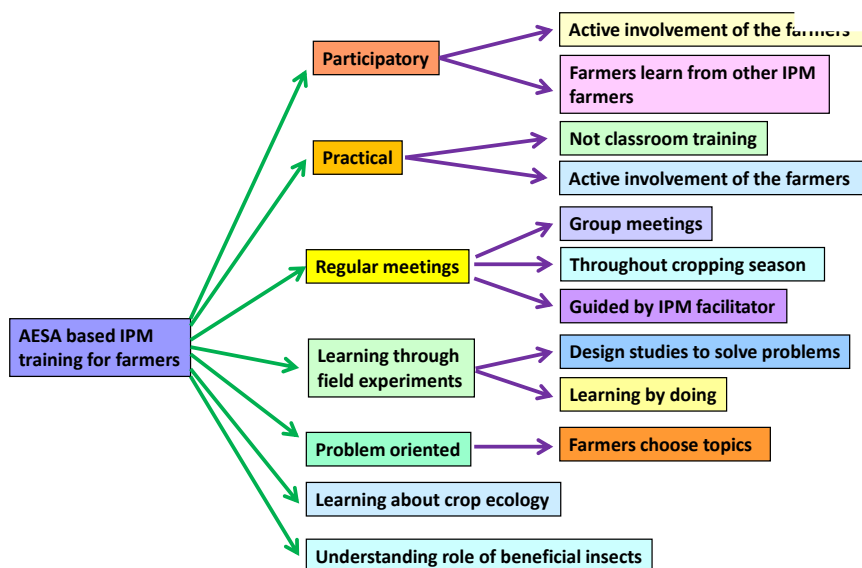 Active involvement of the farmers
Participatory
Farmers learn from other IPM
farmers
Not classroom training
Practical
Active involvement of the farmers
Group meetings
Regular meetings
Throughout cropping season
Guided by IPM facilitator
AESA based IPM
training for farmers
Learning through
field experiments
Design studies to solve problems
Learning by doing
Problem oriented
Farmers choose topics
Learning about crop ecology
Understanding role of beneficial insects